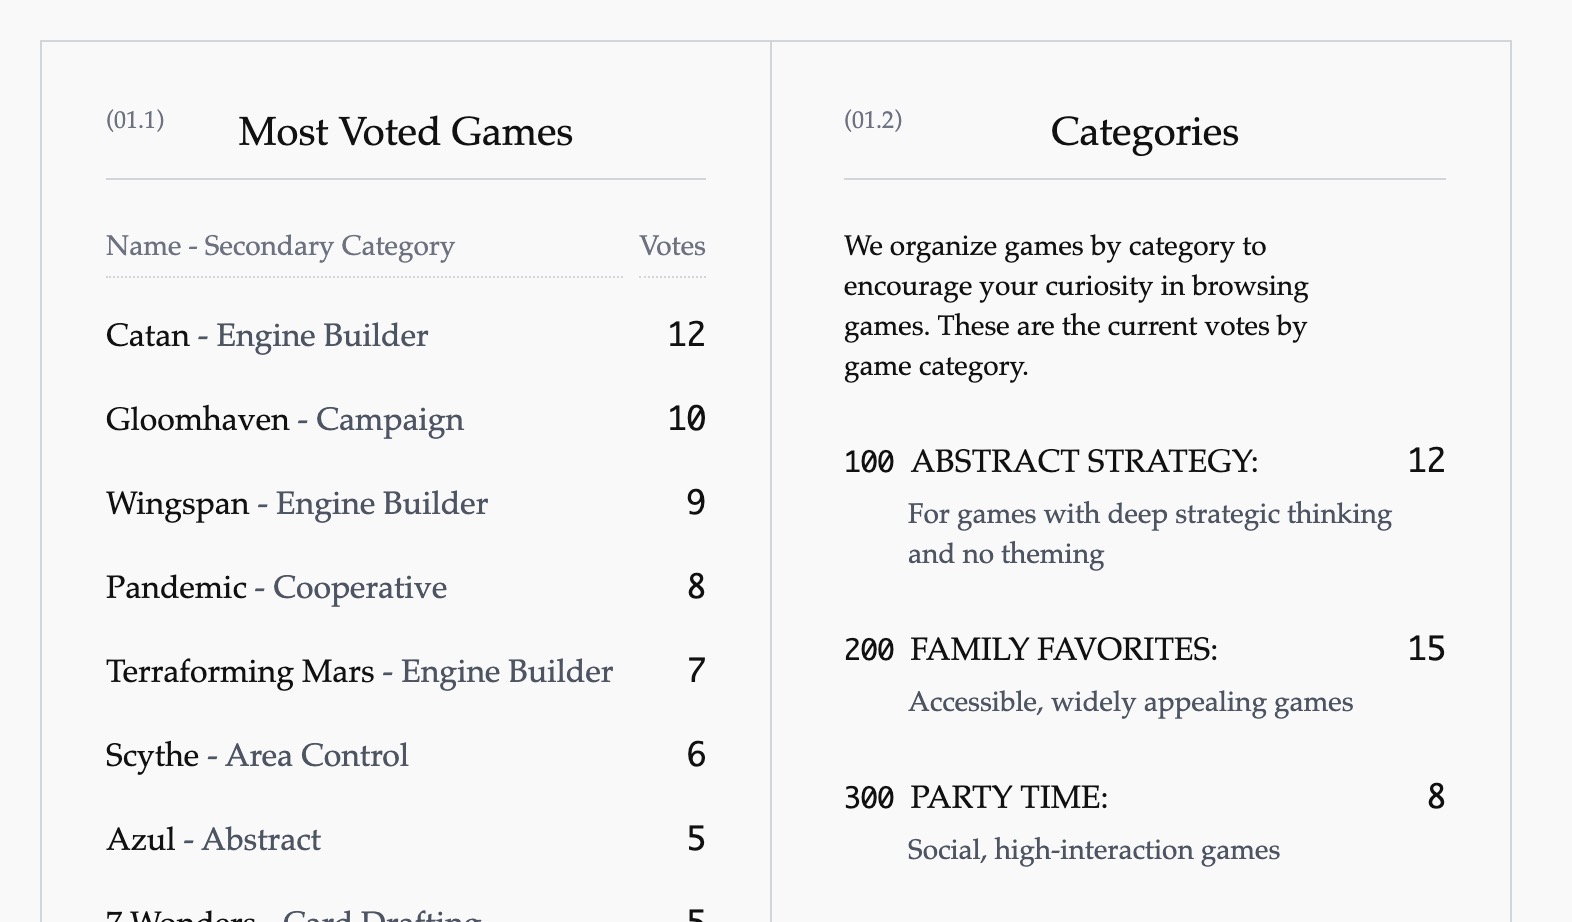 (01.1)
Most Voted Games
Name - Secondary Category
Votes
Catan - Engine Builder
12
Gloomhaven - Campaign
10
Wingspan - Engine Builder
9
Pandemic - Cooperative
8
Terraforming Mars - Engine Builder
7
Scythe - Area Control
6
Azul - Abstract
5
7 Wonders - Card Drafting
5
(01.2)
Categories
We organize games by category to
encourage your curiosity in browsing
games. These are the current votes by
game category.
100 ABSTRACT STRATEGY:
12
For games with deep strategic thinking
and no theming
200 FAMILY FAVORITES:
15
Accessible, widely appealing games
300 PARTY TIME:
8
Social, high-interaction games